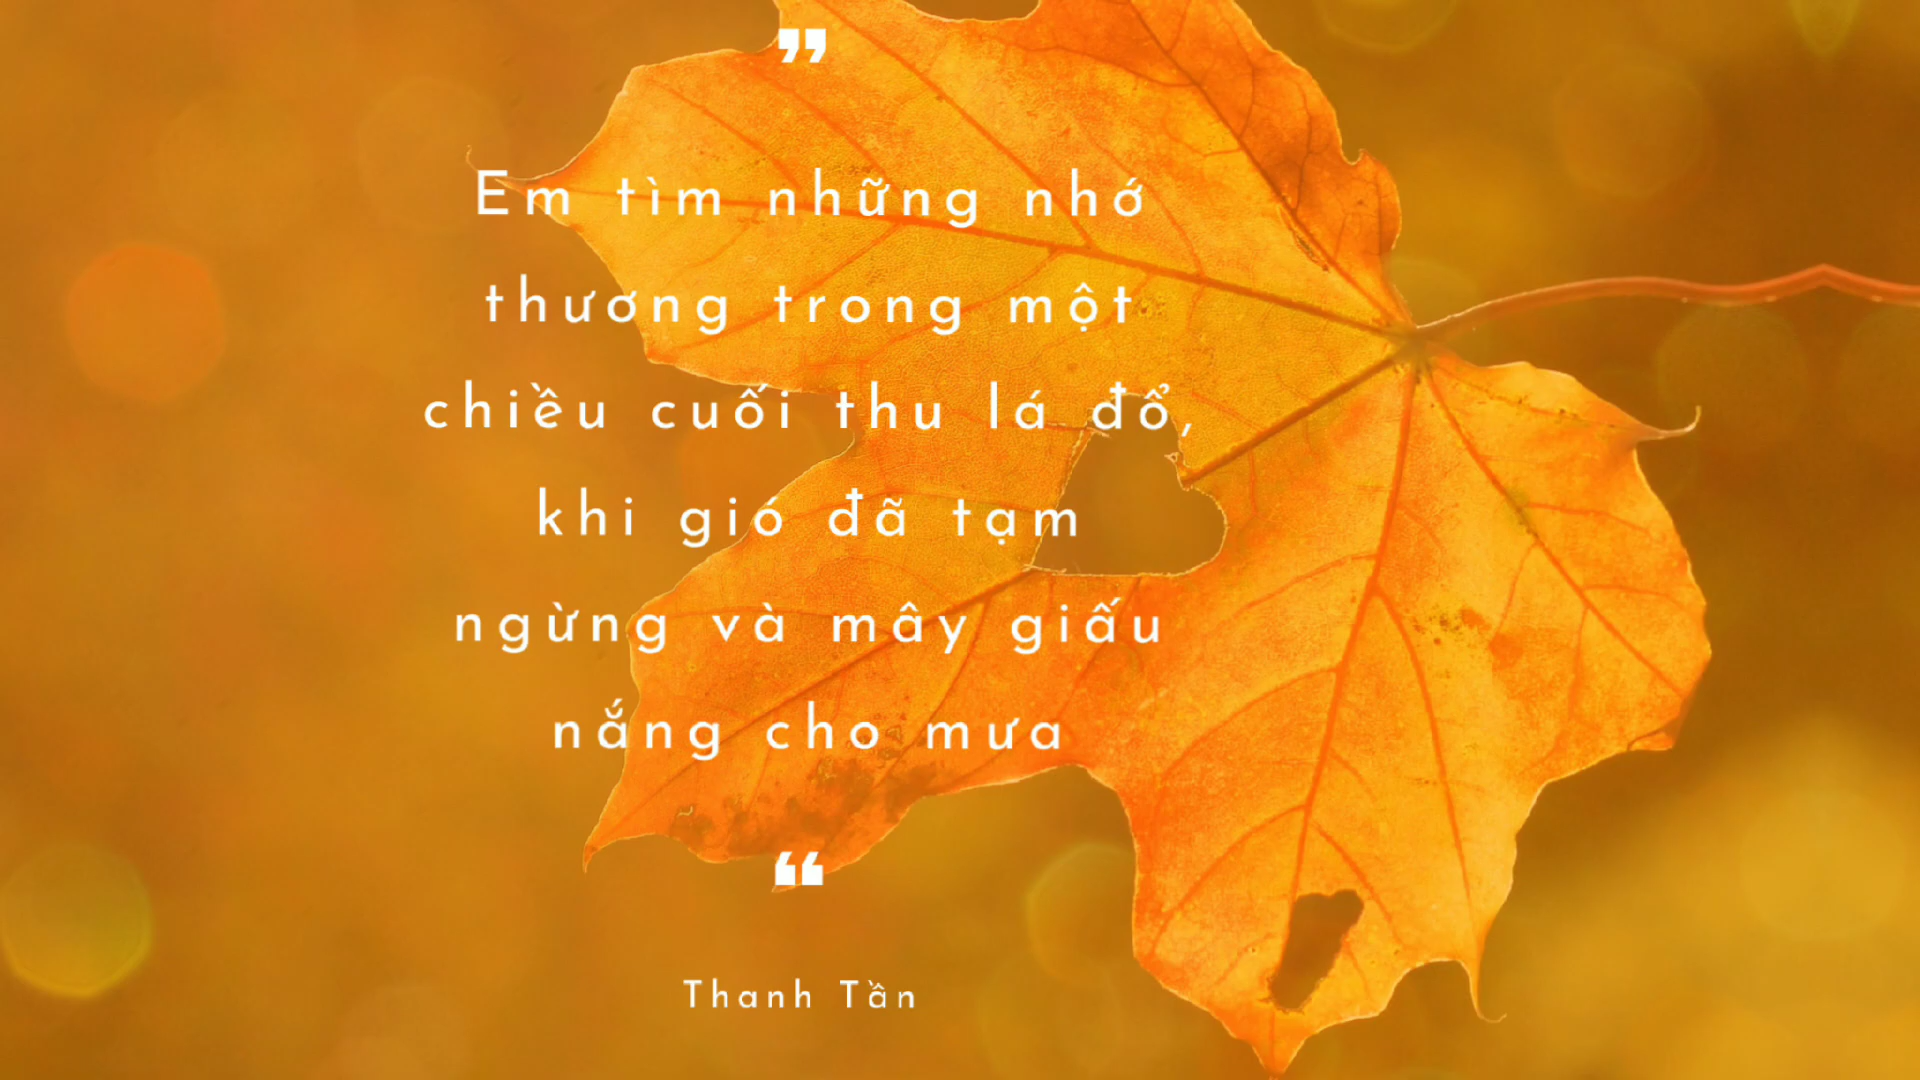 ”
Em tìm những nhớ
thương trong một
chiều cuối thu lá đổ,
khi gió đã tạm
ngừng và mây giấu
nắng cho mưa
“
Thanh Tần